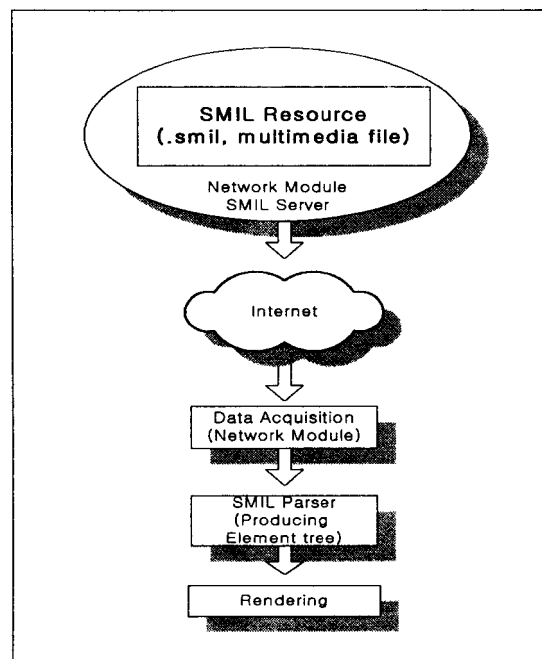 SMIL Resource
(.smil, multimedia file)
Network Module
SMIL Server
Internet
Data Acquisition
(Network Module)
SMIL Parser
(Producing
Element tree)
Rendering